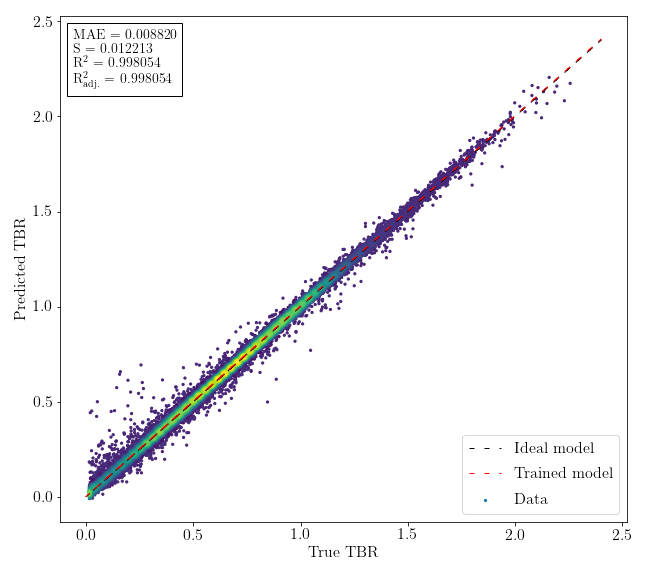 MAE = 0.008820
S = 0.012213
R² = 0.998054
R²adj. = 0.998054
2.5
2.0
1.5
1.0
0.5
0.0
Predicted TBR
Ideal model
Trained model
Data
0.0 0.5 1.0 1.5 2.0 2.5
True TBR